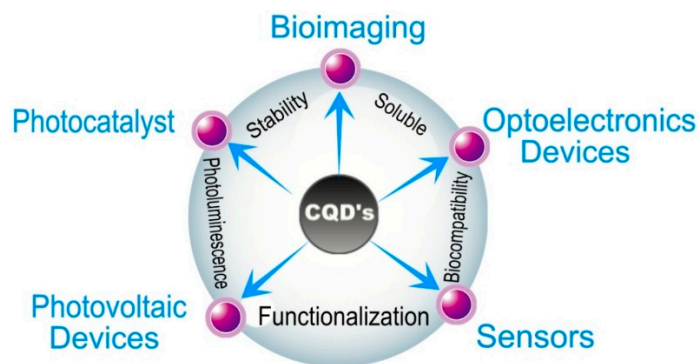 Bioimaging
Stability
Soluble
Photocatalyst
Optoelectronics
Devices
Photoluminescence
CQD's
Biocompatibility
Photovoltaic
Devices
Functionalization
Sensors